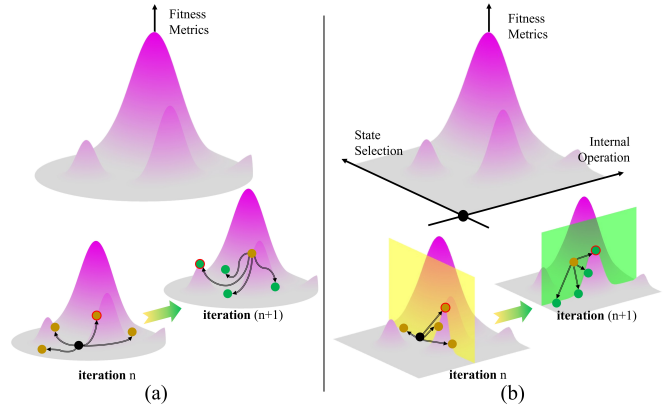 Fitness
Metrics
iteration (n+1)
iteration n
(a)
Fitness
Metrics
State
Selection
Internal
Operation
iteration (n+1)
iteration n
(b)